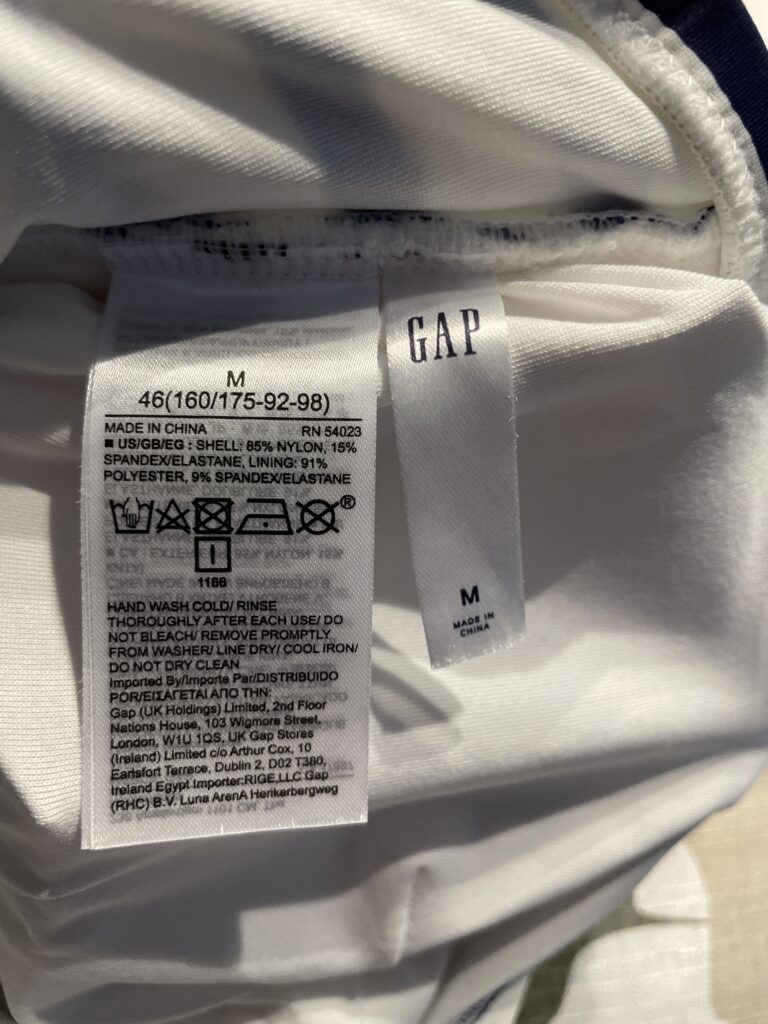 M
46(160/175-92-98)
MADE IN CHINA RN 54023
■ US/GB/EG : SHELL: 85% NYLON, 15%
SPANDEX/ELASTANE, LINING: 91%
POLYESTER, 9% SPANDEX/ELASTANE
®
1166
HAND WASH COLD/ RINSE
THOROUGHLY AFTER EACH USE/ DO
NOT BLEACH/ REMOVE PROMPTLY
FROM WASHER/ LINE DRY/ COOL IRON/
DO NOT DRY CLEAN
Imported By/Importe Par/DISTRIBUIDO
POR/ΕΙΣΑΓΕΤΑΙ ΑΠΟ ΤΗΝ:
Gap (UK Holdings) Limited, 2nd Floor
Nations House, 103 Wigmore Street,
London, W1U 1QS, UK Gap Stores
(Ireland) Limited c/o Arthur Cox, 10
Earlsfort Terrace, Dublin 2, D02 T380,
Ireland Egypt Importer:RIGE,LLC Gap
(RHC) B.V. Luna ArenA Herikerbergweg
GAP
M
MADE IN
CHINA